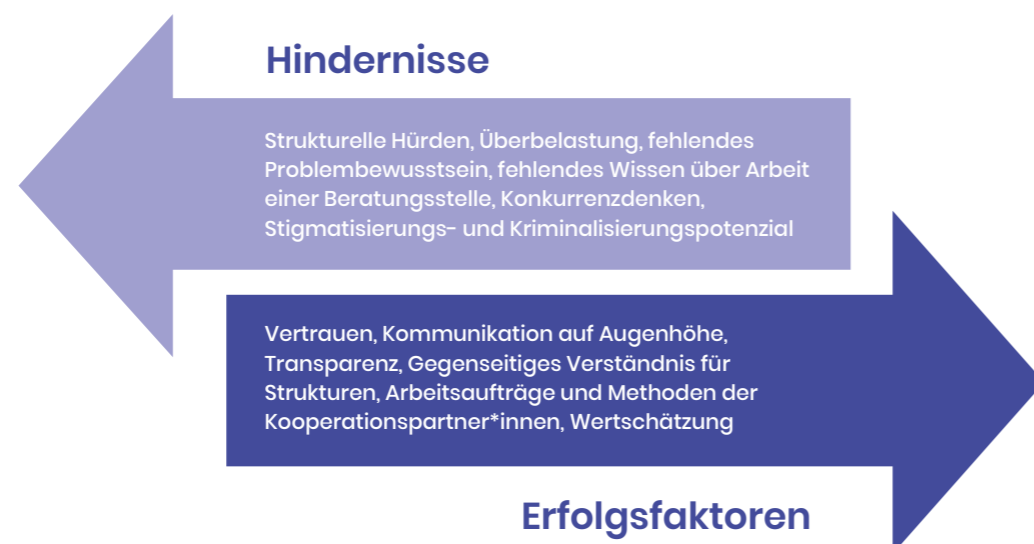 Hindernisse
Strukturelle Hürden, Überbelastung, fehlendes
Problembewusstsein, fehlendes Wissen über Arbeit
einer Beratungsstelle, Konkurrenzdenken,
Stigmatisierungs- und Kriminalisierungspotenzial
Vertrauen, Kommunikation auf Augenhöhe,
Transparenz, Gegenseitiges Verständnis für
Strukturen, Arbeitsaufträge und Methoden der
Kooperationspartner*innen, Wertschätzung
Erfolgsfaktoren